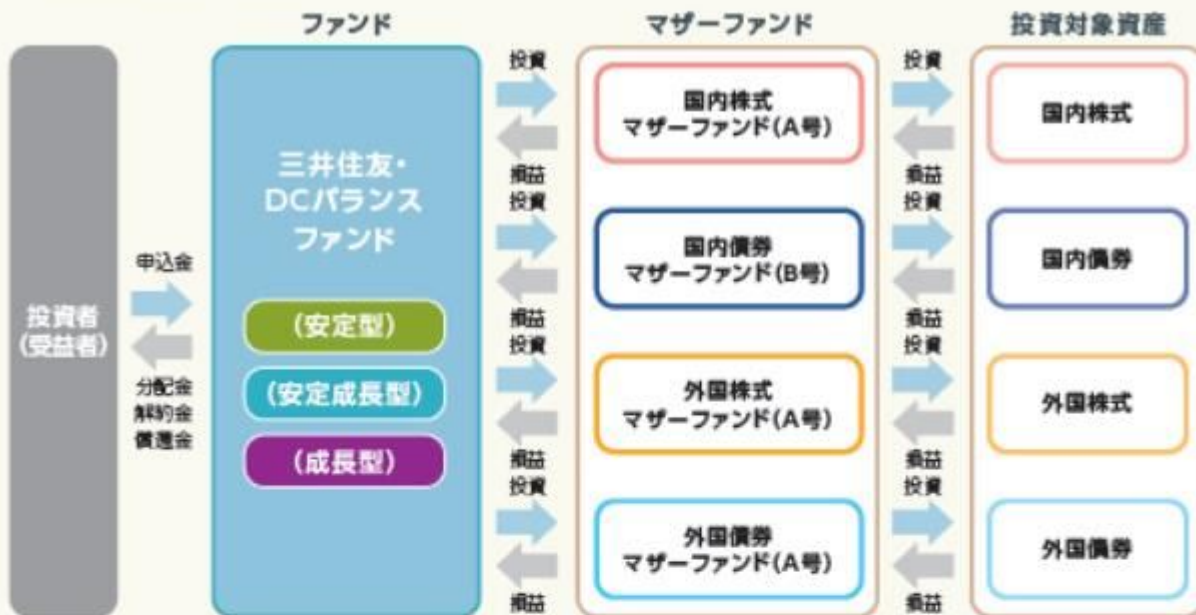 ファンド
マザーファンド
投資対象資産
投資者
(受益者)
申込金
分配金
解約金
償還金
三井住友・
DCバランス
ファンド
(安定型)
(安定成長型)
(成長型)
投資
損益
投資
損益
投資
損益
投資
損益
国内株式
マザーファンド(A号)
国内債券
マザーファンド(B号)
外国株式
マザーファンド(A号)
外国債券
マザーファンド(A号)
投資
損益
投資
損益
投資
損益
投資
損益
国内株式
国内債券
外国株式
外国債券